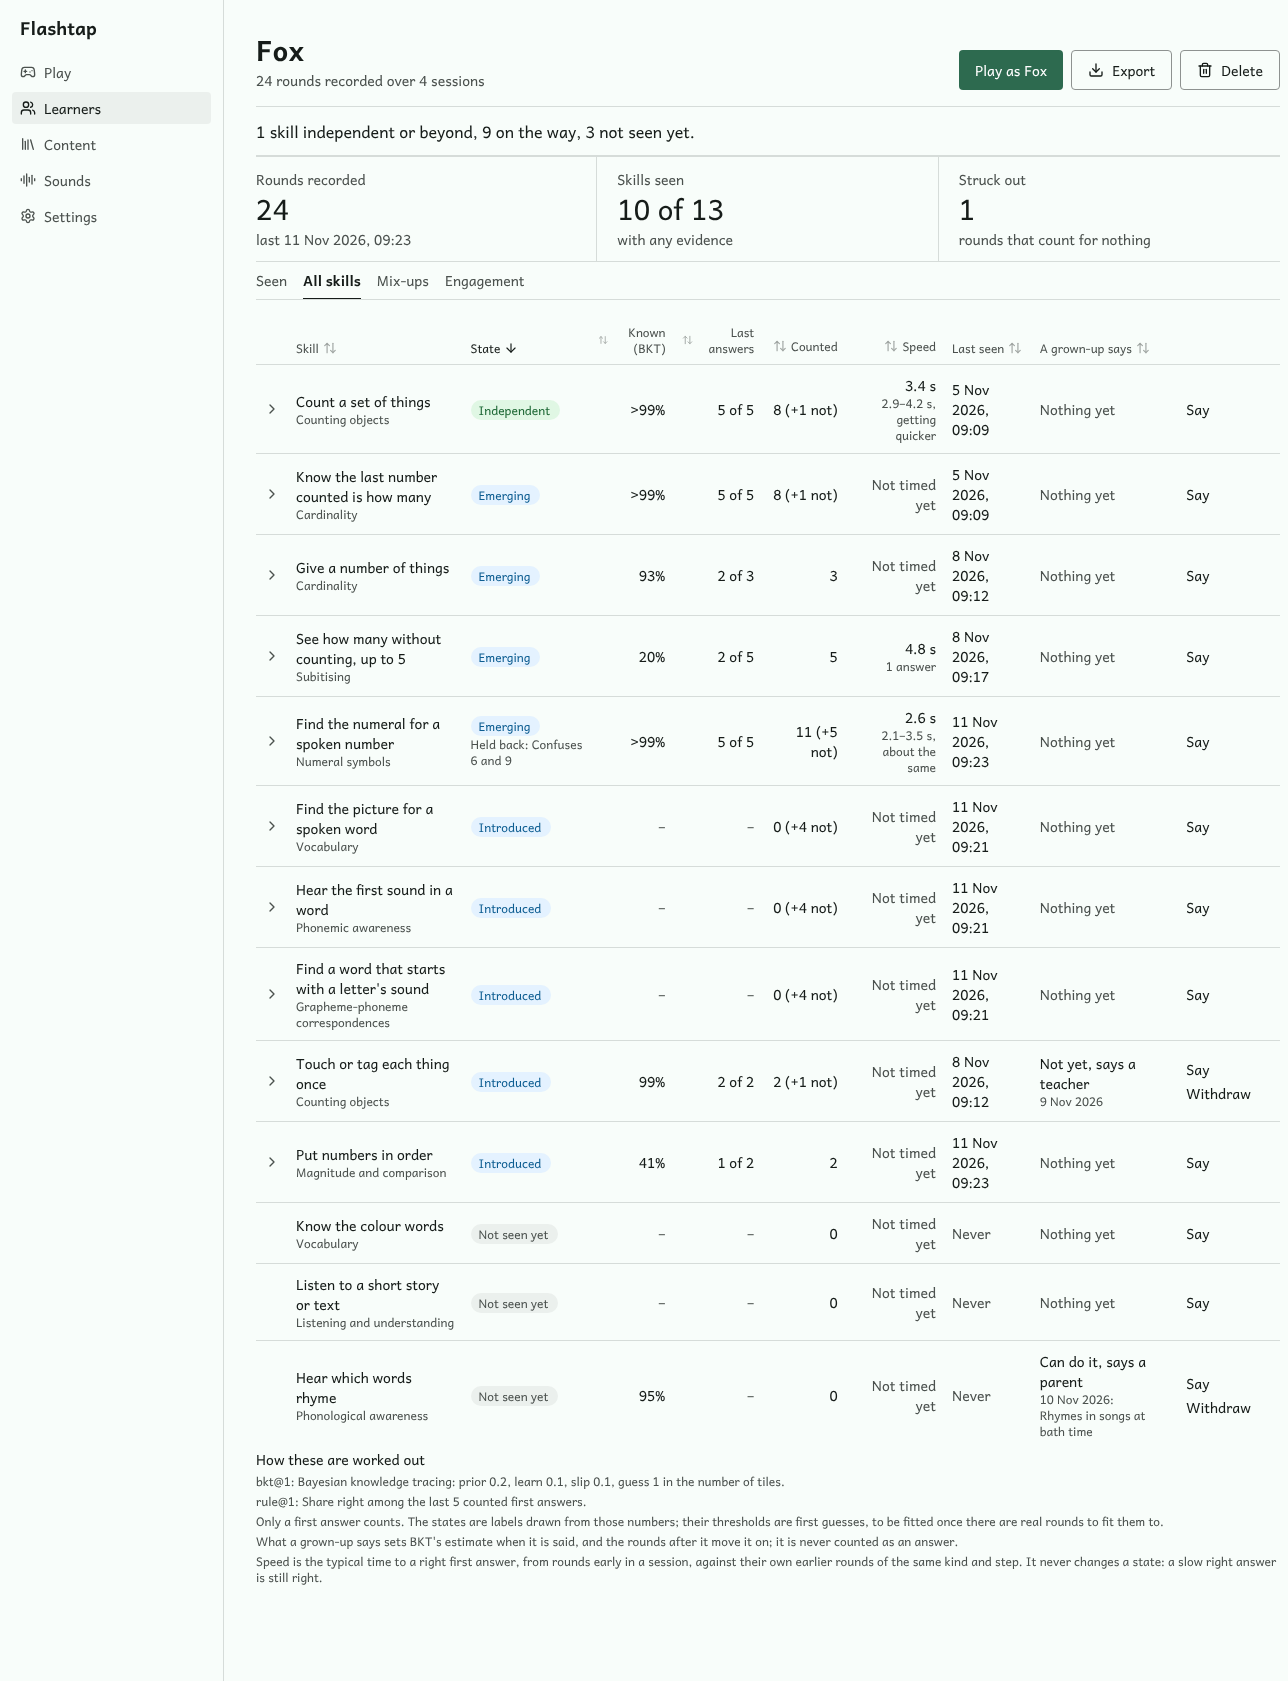 Flashtap
Play
Learners
Content
Sounds
Settings
Fox
24 rounds recorded over 4 sessions
Play as Fox
Export
Delete
1 skill independent or beyond, 9 on the way, 3 not seen yet.
Rounds recorded
24
last 11 Nov 2026, 09:23
Skills seen
10 of 13
with any evidence
Struck out
1
rounds that count for nothing
Seen
All skills
Mix-ups
Engagement
Skill
State
Known
(BKT)
Last
answers
Counted
Speed
Last seen
A grown-up says
Count a set of things
Counting objects
Independent
>99%
5 of 5
8 (+1 not)
3.4 s
2.9–4.2 s,
getting
quicker
5 Nov
2026,
09:09
Nothing yet
Say
Know the last number
counted is how many
Cardinality
Emerging
>99%
5 of 5
8 (+1 not)
Not timed
yet
5 Nov
2026,
09:09
Nothing yet
Say
Give a number of things
Cardinality
Emerging
93%
2 of 3
3
Not timed
yet
8 Nov
2026,
09:12
Nothing yet
Say
See how many without
counting, up to 5
Subitising
Emerging
20%
2 of 5
5
4.8 s
1 answer
8 Nov
2026,
09:17
Nothing yet
Say
Find the numeral for a
spoken number
Numeral symbols
Emerging
Held back: Confuses
6 and 9
>99%
5 of 5
11 (+5
not)
2.6 s
2.1–3.5 s,
about the
same
11 Nov
2026,
09:23
Nothing yet
Say
Find the picture for a
spoken word
Vocabulary
Introduced
–
–
0 (+4 not)
Not timed
yet
11 Nov
2026,
09:21
Nothing yet
Say
Hear the first sound in a
word
Phonemic awareness
Introduced
–
–
0 (+4 not)
Not timed
yet
11 Nov
2026,
09:21
Nothing yet
Say
Find a word that starts
with a letter's sound
Grapheme-phoneme
correspondences
Introduced
–
–
0 (+4 not)
Not timed
yet
11 Nov
2026,
09:21
Nothing yet
Say
Touch or tag each thing
once
Counting objects
Introduced
99%
2 of 2
2 (+1 not)
Not timed
yet
8 Nov
2026,
09:12
Not yet, says a
teacher
9 Nov 2026
Say
Withdraw
Put numbers in order
Magnitude and comparison
Introduced
41%
1 of 2
2
Not timed
yet
11 Nov
2026,
09:23
Nothing yet
Say
Know the colour words
Vocabulary
Not seen yet
–
–
0
Not timed
yet
Never
Nothing yet
Say
Listen to a short story
or text
Listening and understanding
Not seen yet
–
–
0
Not timed
yet
Never
Nothing yet
Say
Hear which words
rhyme
Phonological awareness
Not seen yet
95%
–
0
Not timed
yet
Never
Can do it, says a
parent
10 Nov 2026:
Rhymes in songs at
bath time
Say
Withdraw
How these are worked out
bkt@1: Bayesian knowledge tracing: prior 0.2, learn 0.1, slip 0.1, guess 1 in the number of tiles.
rule@1: Share right among the last 5 counted first answers.
Only a first answer counts. The states are labels drawn from those numbers; their thresholds are first guesses, to be fitted once there are real rounds to fit them to.
What a grown-up says sets BKT's estimate when it is said, and the rounds after it move it on; it is never counted as an answer.
Speed is the typical time to a right first answer, from rounds early in a session, against their own earlier rounds of the same kind and step. It never changes a state: a slow right answer
is still right.